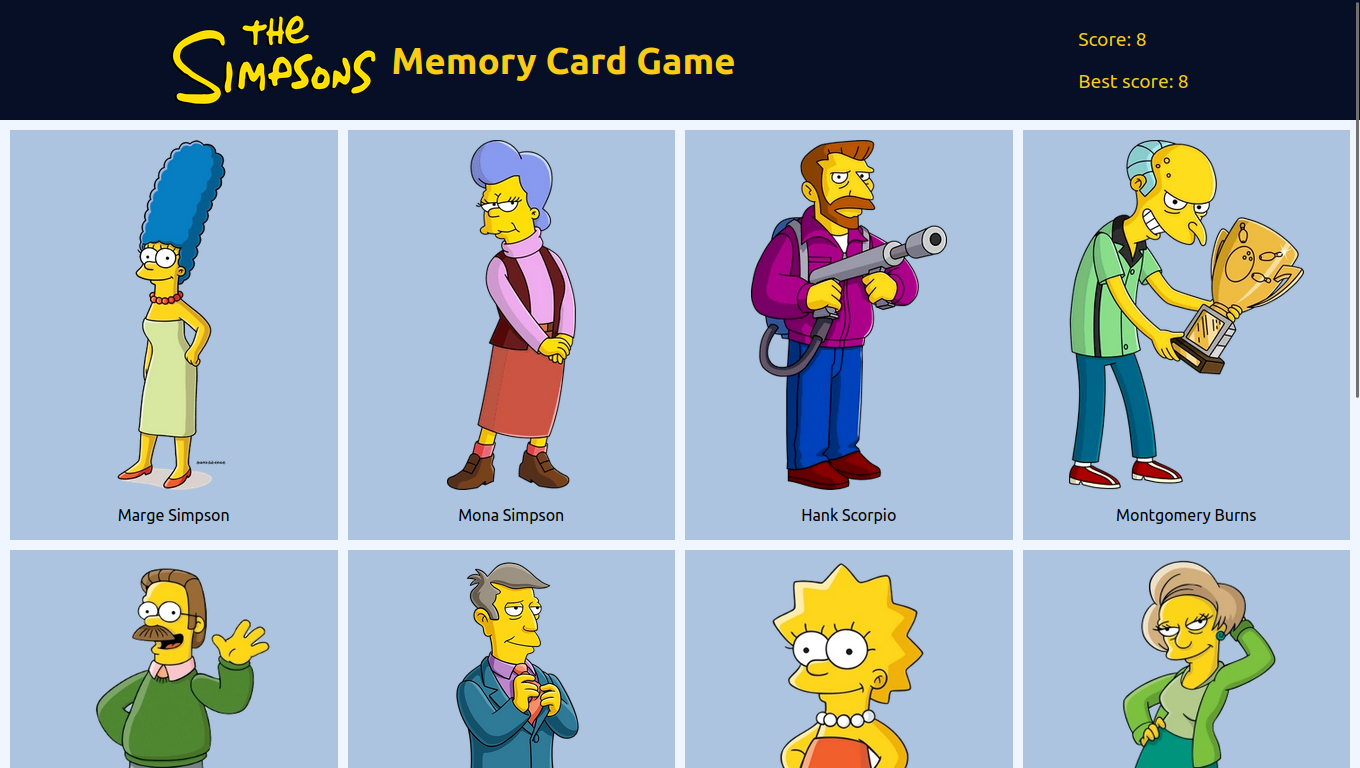 THE
SIMPSONS
Memory Card Game
Score: 8
Best score: 8
Marge Simpson
Mona Simpson
Hank Scorpio
Montgomery Burns